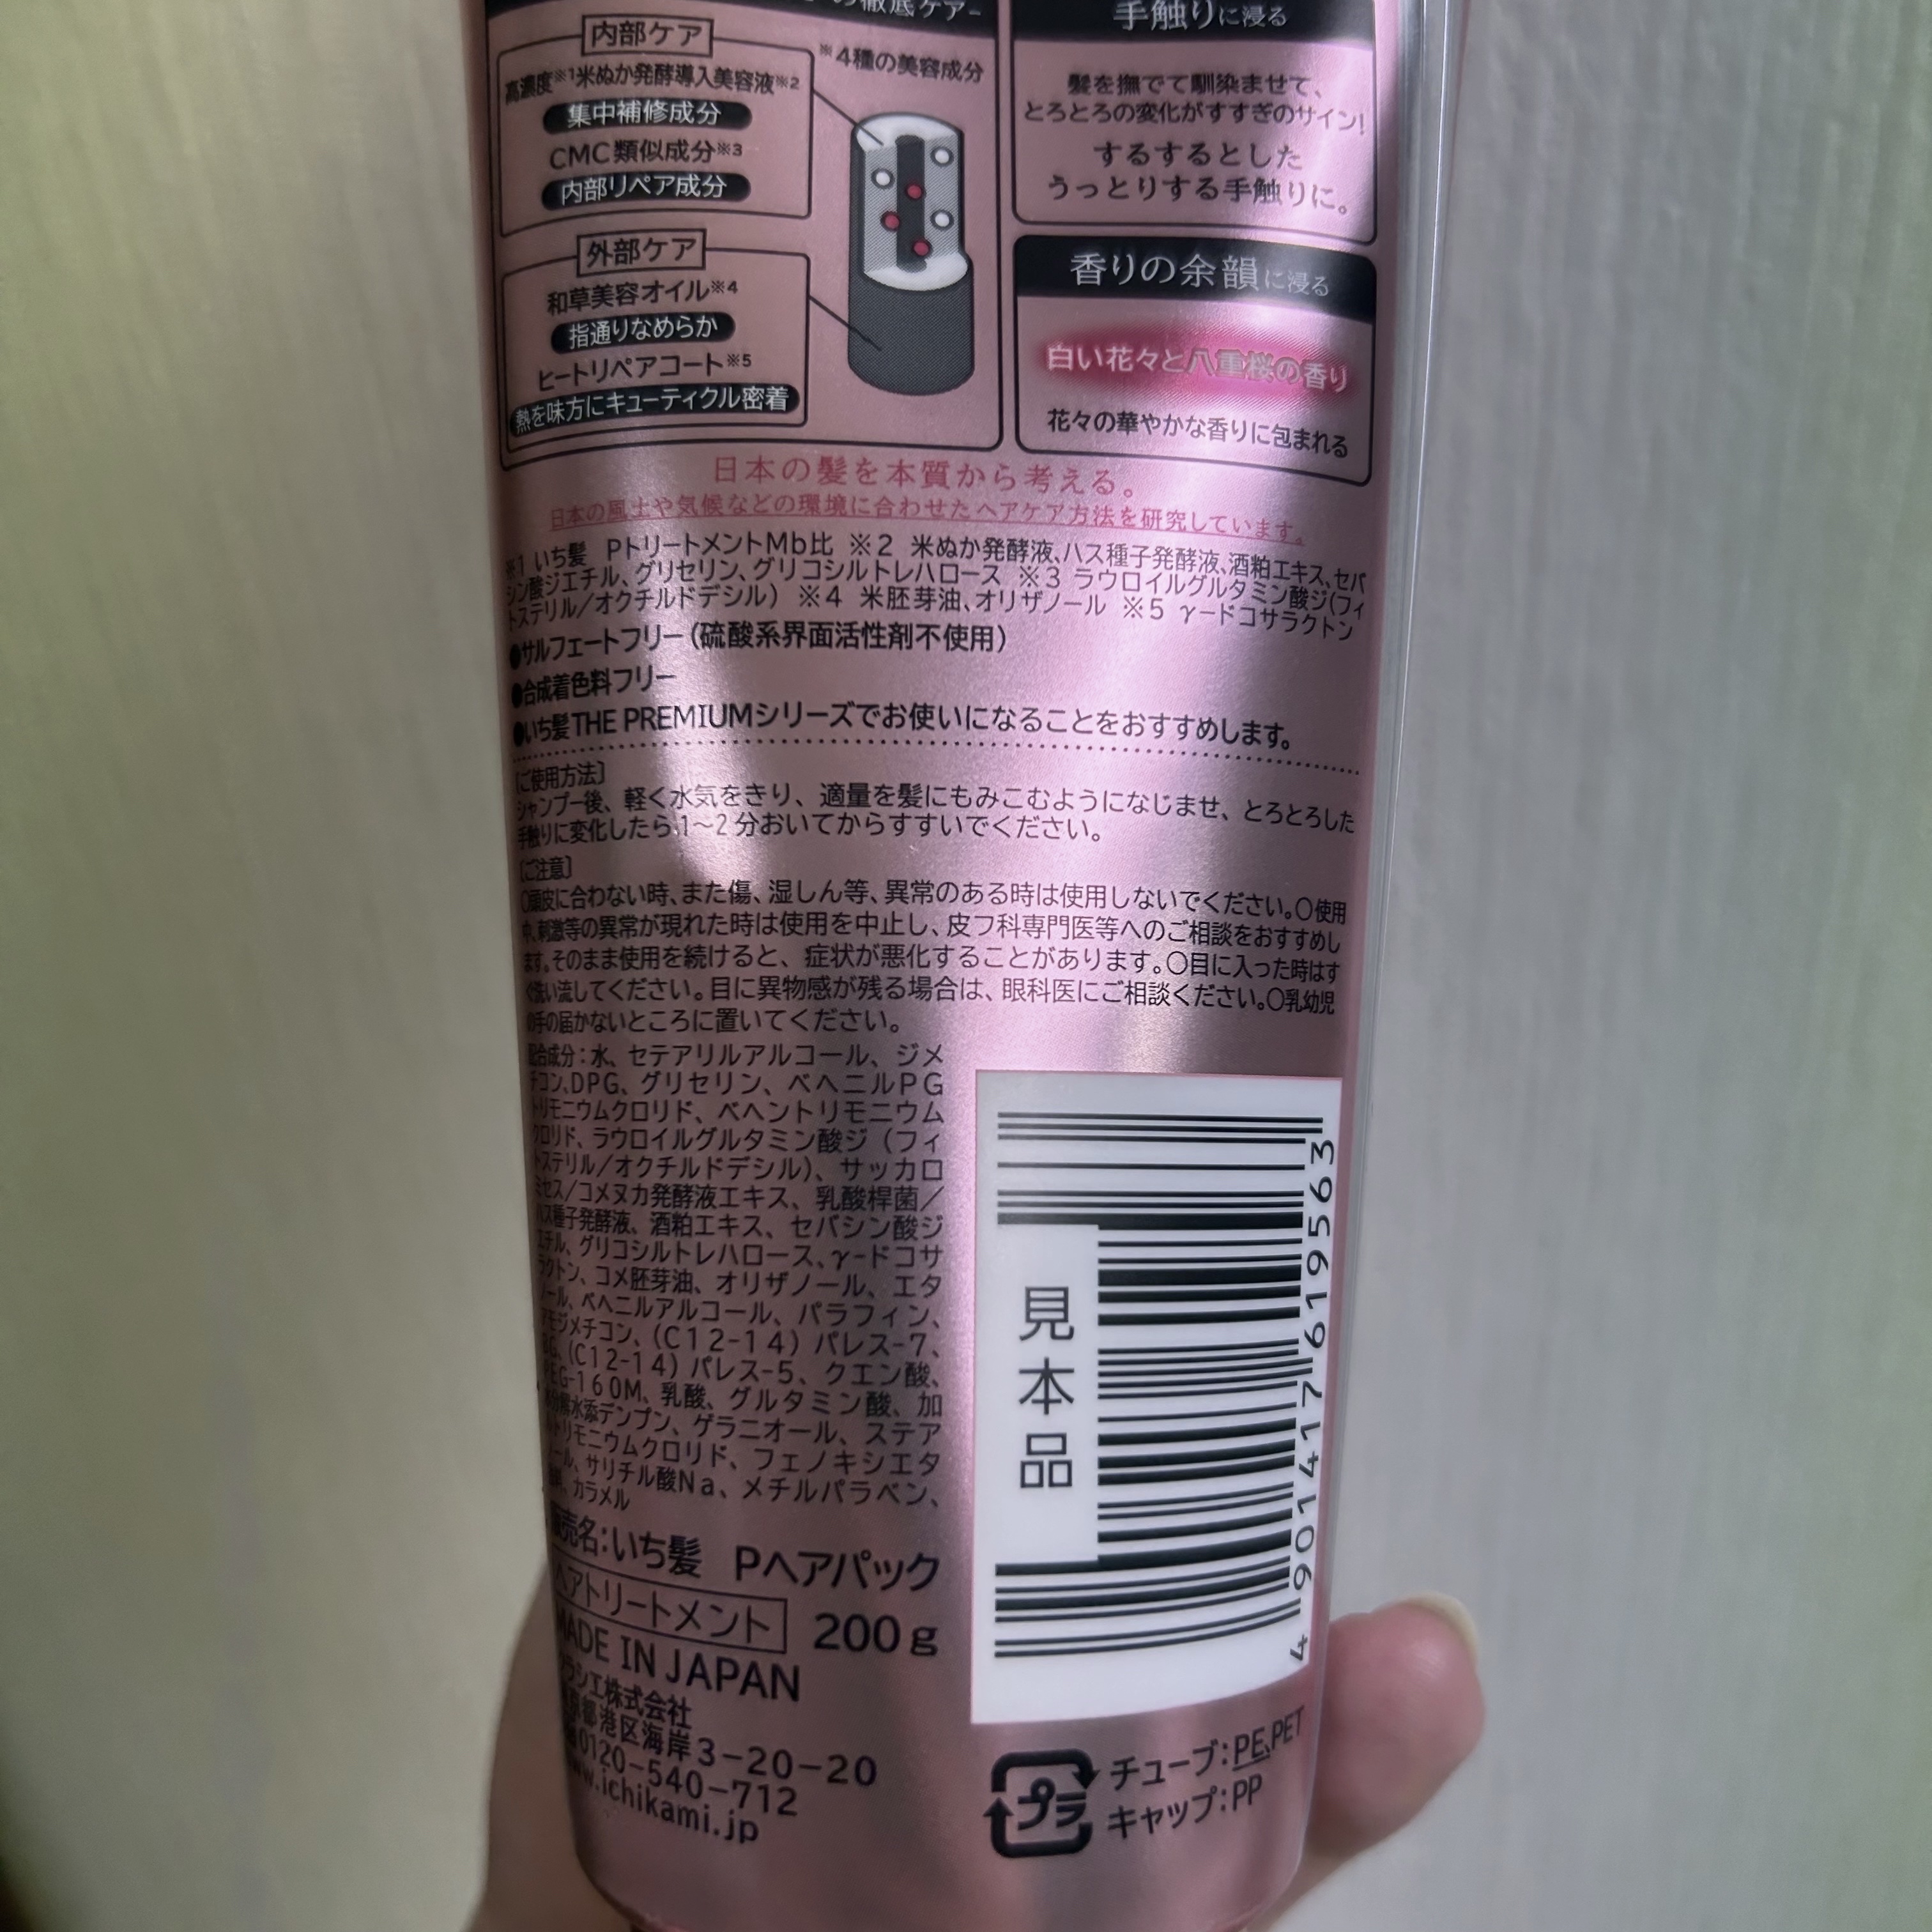 の徹底ケア-
内部ケア
※4種の美容成分
高濃度※1米ぬか発酵導入美容液※2
集中補修成分
CMC類似成分※3
内部リペア成分
外部ケア
和草美容オイル※4
指通りなめらか
ヒートリペアコート※5
熱を味方にキューティクル密着
手触りに浸る
髪を撫でて馴染ませて、
とろとろの変化がすすぎのサイン!
するするとした
うっとりする手触りに。
香りの余韻に浸る
白い花々と八重桜の香り
花々の華やかな香りに包まれる
日本の髪を本質から考える。
日本の風土や気候などの環境に合わせたヘアケア方法を研究しています。
※1 いち髪 PトリートメントMb比 ※2 米ぬか発酵液、ハス種子発酵液、酒粕エキス、セバ
シン酸ジエチル、グリセリン、グリコシルトレハロース ※3 ラウロイルグルタミン酸ジ(フィ
トステリル/オクチルドデシル) ※4 米胚芽油、オリザノール ※5 γ-ドコサラクトン
●サルフェートフリー(硫酸系界面活性剤不使用)
●合成着色料フリー
●いち髪THE PREMIUMシリーズでお使いになることをおすすめします。
〔ご使用方法〕
シャンプー後、軽く水気をきり、適量を髪にもみこむようになじませ、とろとろした
手触りに変化したら、1~2分おいてからすすいでください。
〔ご注意〕
○頭皮に合わない時、また傷、湿しん等、異常のある時は使用しないでください。○使用
中、刺激等の異常が現れた時は使用を中止し、皮フ科専門医等へのご相談をおすすめし
ます。そのまま使用を続けると、症状が悪化することがあります。○目に入った時はす
ぐ洗い流してください。目に異物感が残る場合は、眼科医にご相談ください。○乳幼児
の手の届かないところに置いてください。
配合成分:水、セテアリルアルコール、ジメ
チコン、DPG、グリセリン、ベヘニルPG
トリモニウムクロリド、ベヘントリモニウム
クロリド、ラウロイルグルタミン酸ジ(フィ
トステリル/オクチルドデシル)、サッカロ
ミセス/コメヌカ発酵液エキス、乳酸桿菌/
ハス種子発酵液、酒粕エキス、セバシン酸ジ
エチル、グリコシルトレハロース、γ-ドコサ
ラクトン、コメ胚芽油、オリザノール、エタ
ノール、ベヘニルアルコール、パラフィン、
アモジメチコン、(C12-14)パレス-7、
BG、(C12-14)パレス-5、クエン酸、
PEG-160M、乳酸、グルタミン酸、加
水分解水添デンプン、ゲラニオール、ステア
ルトリモニウムクロリド、フェノキシエタ
ノール、サリチル酸Na、メチルパラベン、
香料、カラメル
販売名:いち髪 Pヘアパック
ヘアトリートメント 200g
MADE IN JAPAN
クラシエ株式会社
東京都港区海岸3-20-20
0120-540-712
www.ichikami.jp
見本品
4901417619563
プラ
チューブ:PE、PET
キャップ:PP